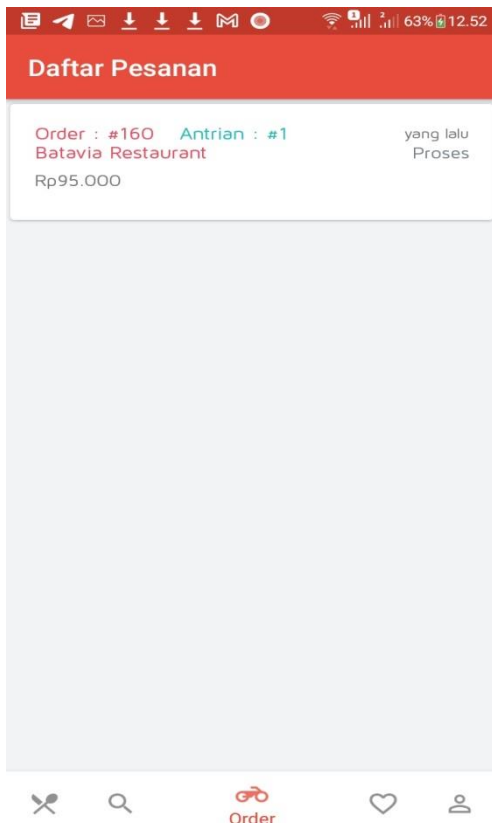 63% 12.52
Daftar Pesanan
Order : #160 Antrian : #1 yang lalu
Batavia Restaurant Proses
Rp95.000
Order